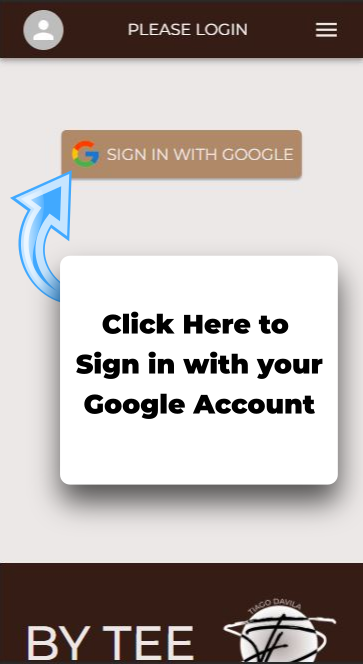 PLEASE LOGIN
SIGN IN WITH GOOGLE
Click Here to
Sign in with your
Google Account
TIAGO DAVILA
BY TEE